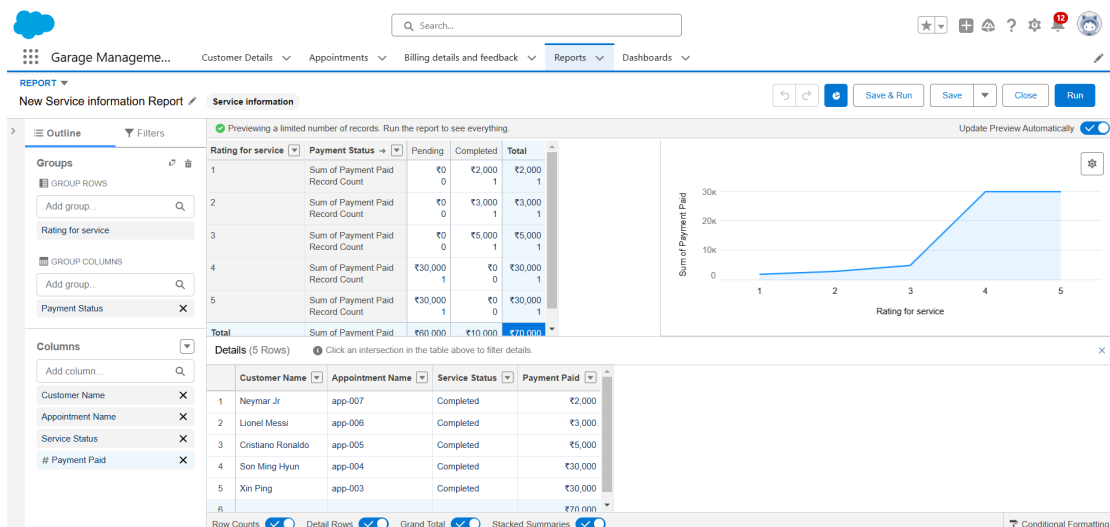 Search...
12
Garage Manageme...
Customer Details
Appointments
Billing details and feedback
Reports
Dashboards
REPORT
New Service information Report
Service information
Save & Run
Save
Close
Run
Outline
Filters
Previewing a limited number of records. Run the report to see everything.
Update Preview Automatically
Groups
GROUP ROWS
Add group...
Rating for service
GROUP COLUMNS
Add group...
Payment Status
Columns
Add column...
Customer Name
Appointment Name
Service Status
# Payment Paid
Rating for service Payment Status → Pending Completed Total
1 Sum of Payment Paid ₹0 ₹2,000 ₹2,000
Record Count 0 1 1
2 Sum of Payment Paid ₹0 ₹3,000 ₹3,000
Record Count 0 1 1
3 Sum of Payment Paid ₹0 ₹5,000 ₹5,000
Record Count 0 1 1
4 Sum of Payment Paid ₹30,000 ₹0 ₹30,000
Record Count 1 0 1
5 Sum of Payment Paid ₹30,000 ₹0 ₹30,000
Record Count 1 0 1
Total Sum of Payment Paid ₹60,000 ₹10,000 ₹70,000
Sum of Payment Paid
30K
20K
10K
0
1 2 3 4 5
Rating for service
Details (5 Rows) Click an intersection in the table above to filter details.
Customer Name Appointment Name Service Status Payment Paid
1 Neymar Jr app-007 Completed ₹2,000
2 Lionel Messi app-006 Completed ₹3,000
3 Cristiano Ronaldo app-005 Completed ₹5,000
4 Son Ming Hyun app-004 Completed ₹30,000
5 Xin Ping app-003 Completed ₹30,000
6 ₹70,000
Row Counts Detail Rows Grand Total Stacked Summaries
Conditional Formatting